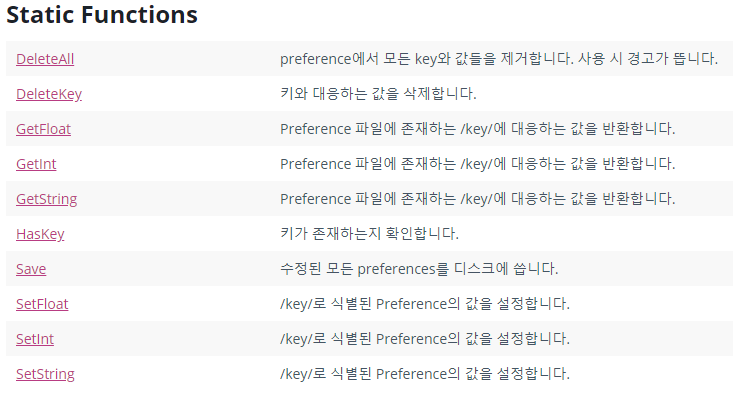 Static Functions
DeleteAll preference에서 모든 key와 값들을 제거합니다. 사용 시 경고가 뜹니다.
DeleteKey 키와 대응하는 값을 삭제합니다.
GetFloat Preference 파일에 존재하는 /key/에 대응하는 값을 반환합니다.
GetInt Preference 파일에 존재하는 /key/에 대응하는 값을 반환합니다.
GetString Preference 파일에 존재하는 /key/에 대응하는 값을 반환합니다.
HasKey 키가 존재하는지 확인합니다.
Save 수정된 모든 preferences를 디스크에 씁니다.
SetFloat /key/로 식별된 Preference의 값을 설정합니다.
SetInt /key/로 식별된 Preference의 값을 설정합니다.
SetString /key/로 식별된 Preference의 값을 설정합니다.